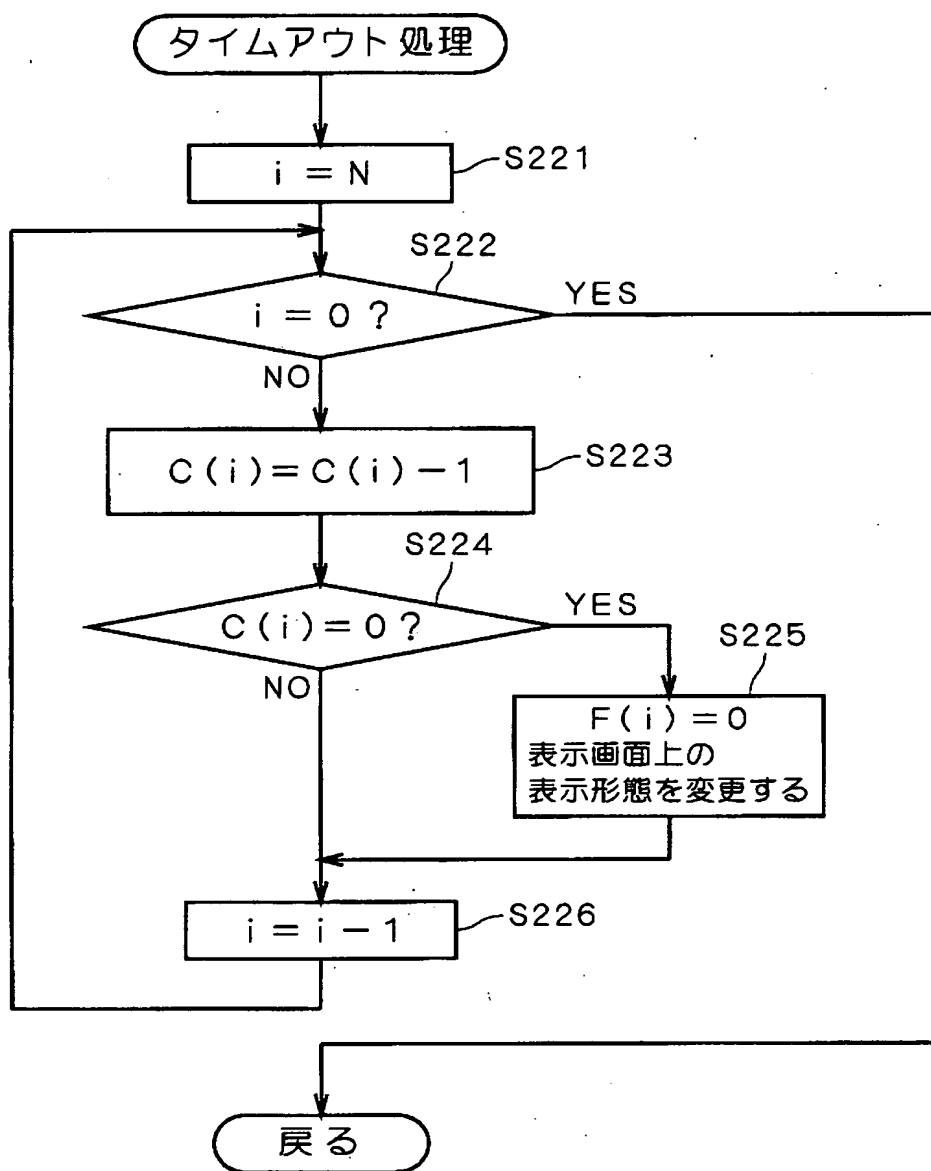 タイムアウト処理
i=N
S221
S222
i=0?
YES
NO
C(i)=C(i)-1
S223
S224
C(i)=0?
YES
NO
S225
F(i)=0
表示画面上の
表示形態を変更する
i=i-1
S226
戻る